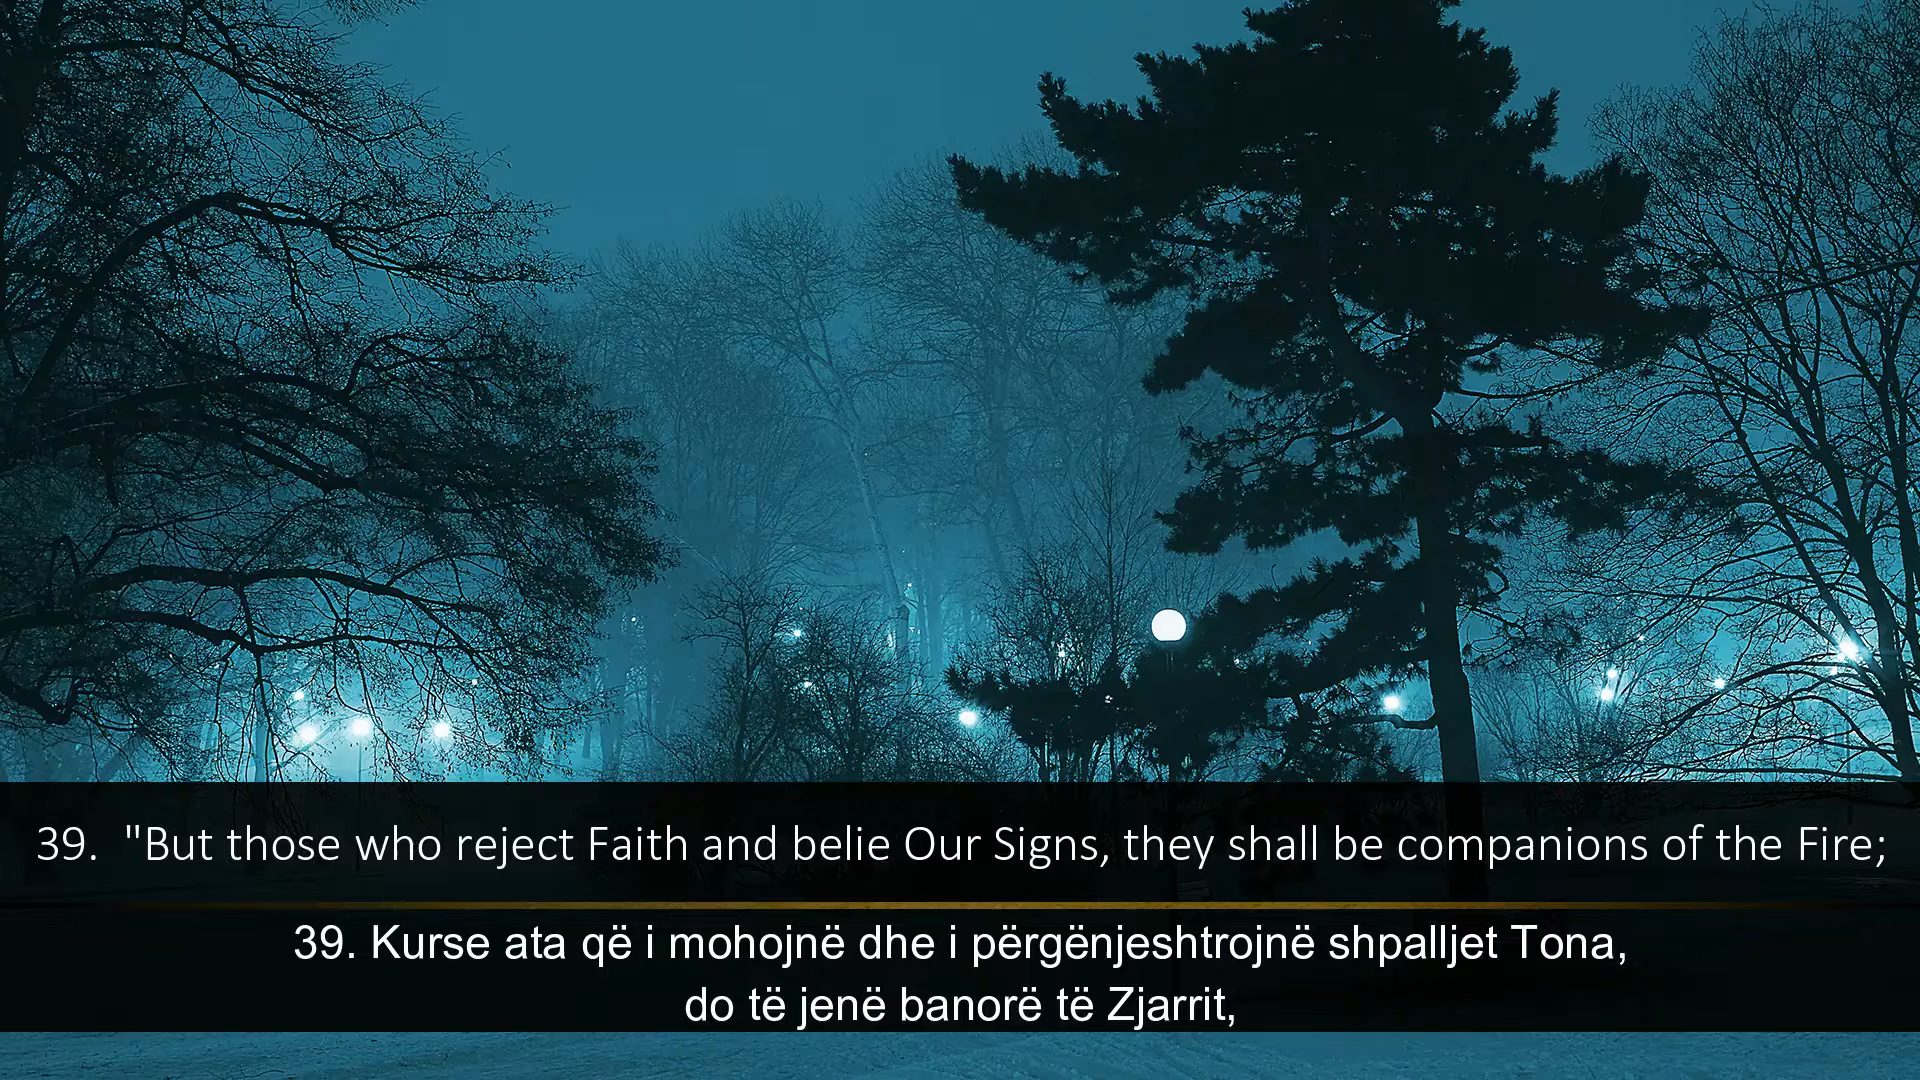 39.  "But those who reject Faith and belie Our Signs, they shall be companions of the Fire;
39. Kurse ata që i mohojnë dhe i përgënjeshtrojnë shpalljet Tona,
do të jenë banorë të Zjarrit,